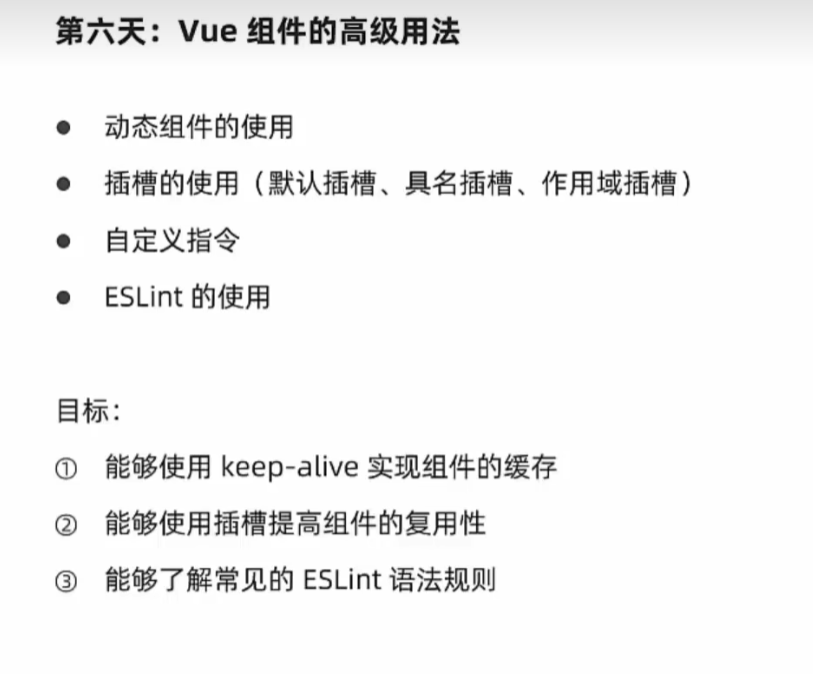 第六天：Vue 组件的高级用法
● 动态组件的使用
● 插槽的使用（默认插槽、具名插槽、作用域插槽）
● 自定义指令
● ESLint 的使用
目标：
① 能够使用 keep-alive 实现组件的缓存
② 能够使用插槽提高组件的复用性
③ 能够了解常见的 ESLint 语法规则